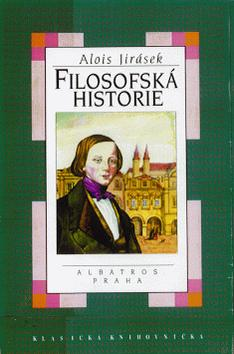 Alois Jirásek
FILOSOFSKÁ
HISTORIE
ALBATROS
PRAHA
KLASICKÁ KNIHOVNIČKA